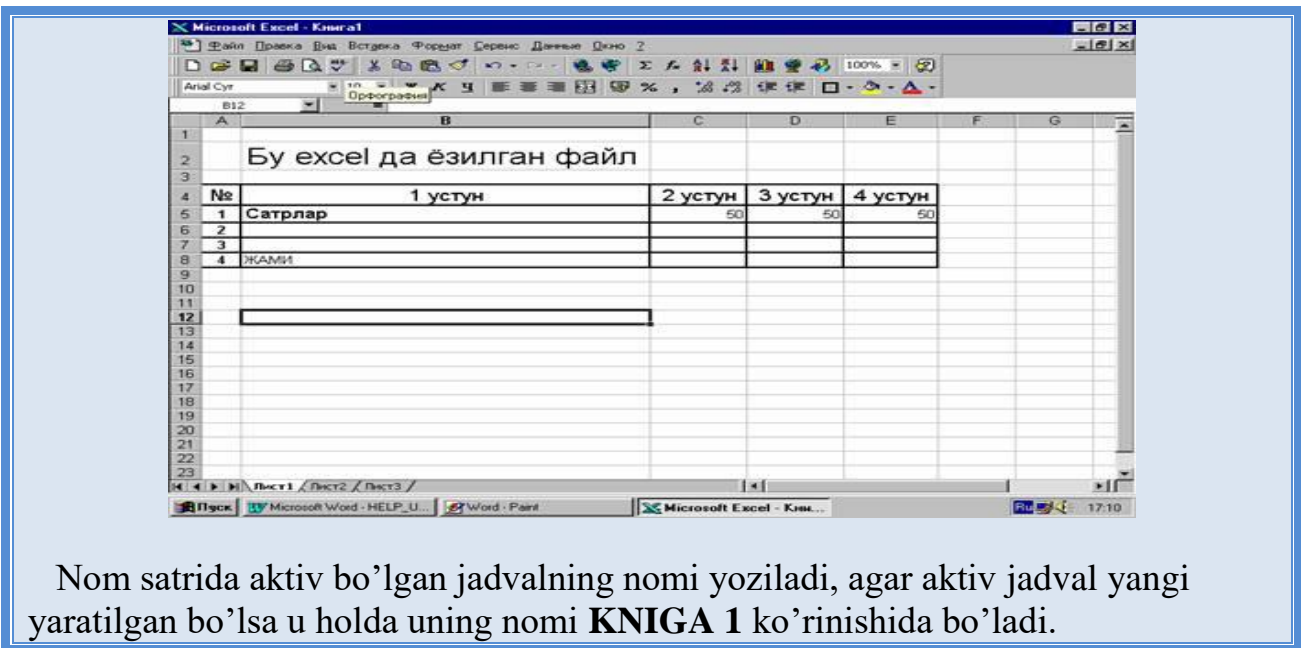 Microsoft Excel - Книга1
Файл Правка Вид Вставка Формат Сервис Данные Окно ?
100%
Arial Cyr 10 Ж К Ч
Орфография
B12 =
A B C D E F G
1
2 Бу excel да ёзилган файл
3
4 № 1 устун 2 устун 3 устун 4 устун
5 1 Сатрлар 50 50 50
6 2
7 3
8 4 ЖАМИ
9
10
11
12
13
14
15
16
17
18
19
20
21
22
23
Лист1 Лист2 Лист3
Пуск Microsoft Word - HELP_U... Word - Paint Microsoft Excel - Кни... Ru 17:10
Nom satrida aktiv bo’lgan jadvalning nomi yoziladi, agar aktiv jadval yangi
yaratilgan bo’lsa u holda uning nomi KNIGA 1 ko’rinishida bo’ladi.